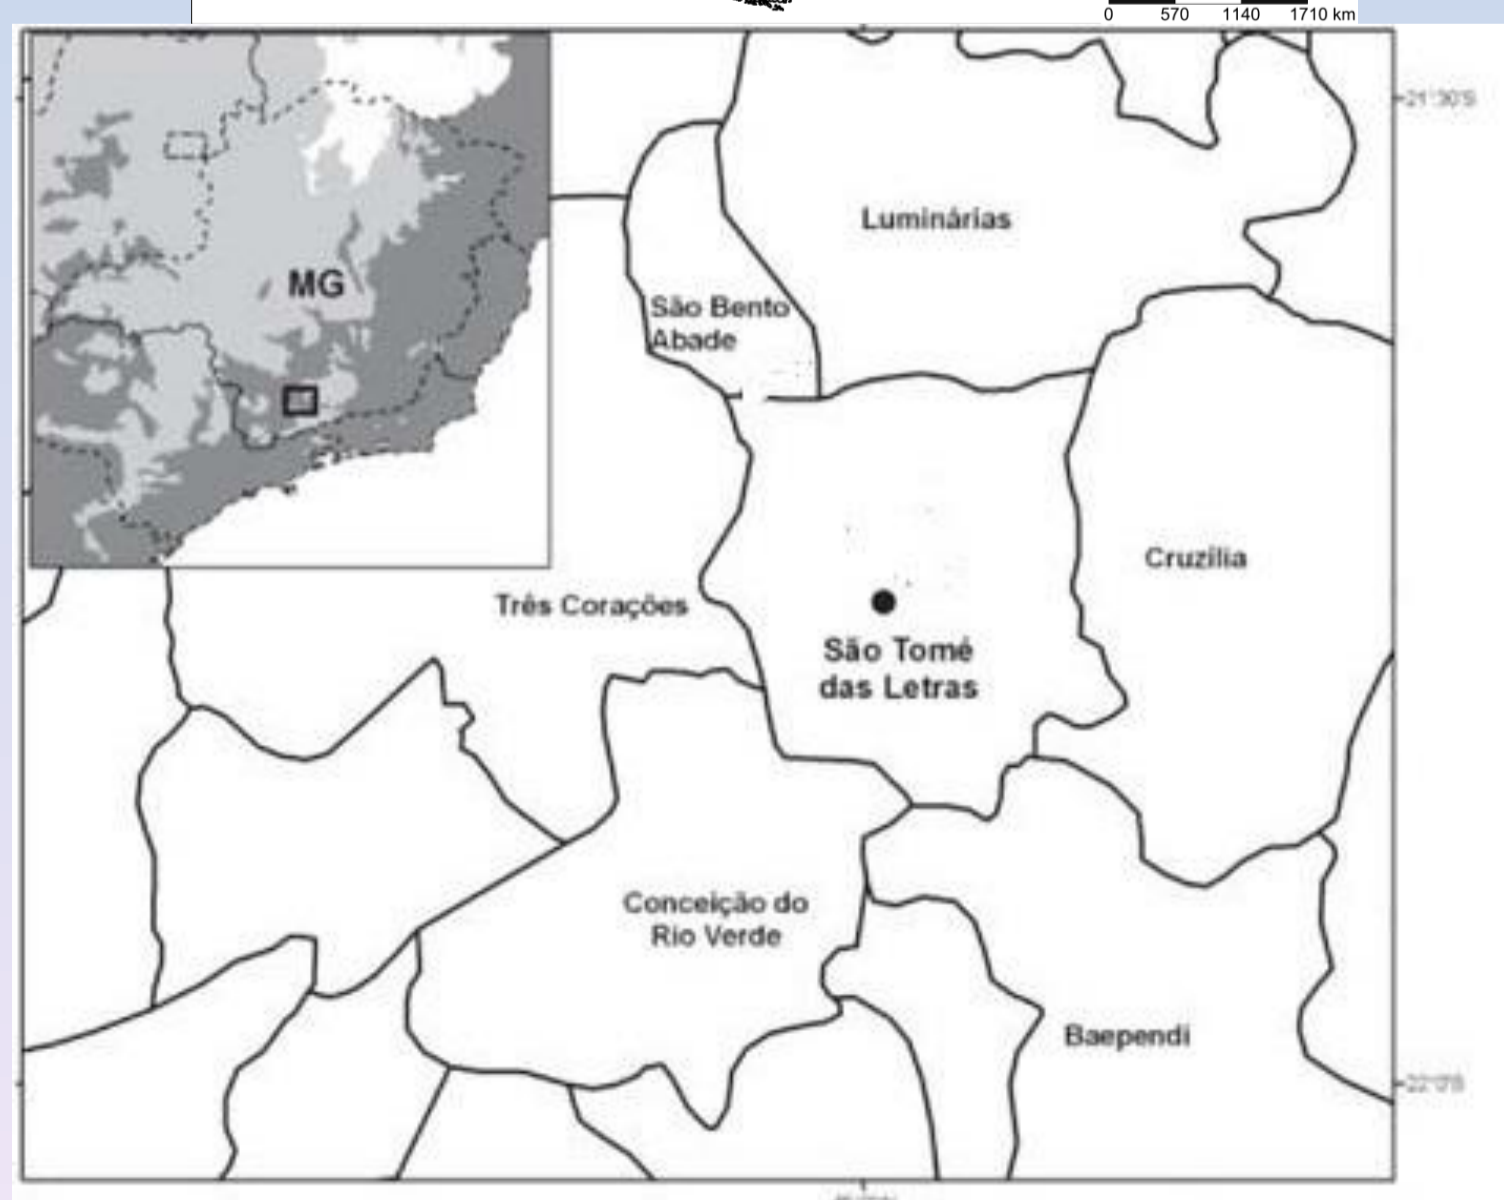 0 570 1140 1710 km
21°30'S
Luminárias
MG
São Bento
Abade
Cruzília
Três Corações
São Tomé
das Letras
Conceição do
Rio Verde
Baependi
22°0'S